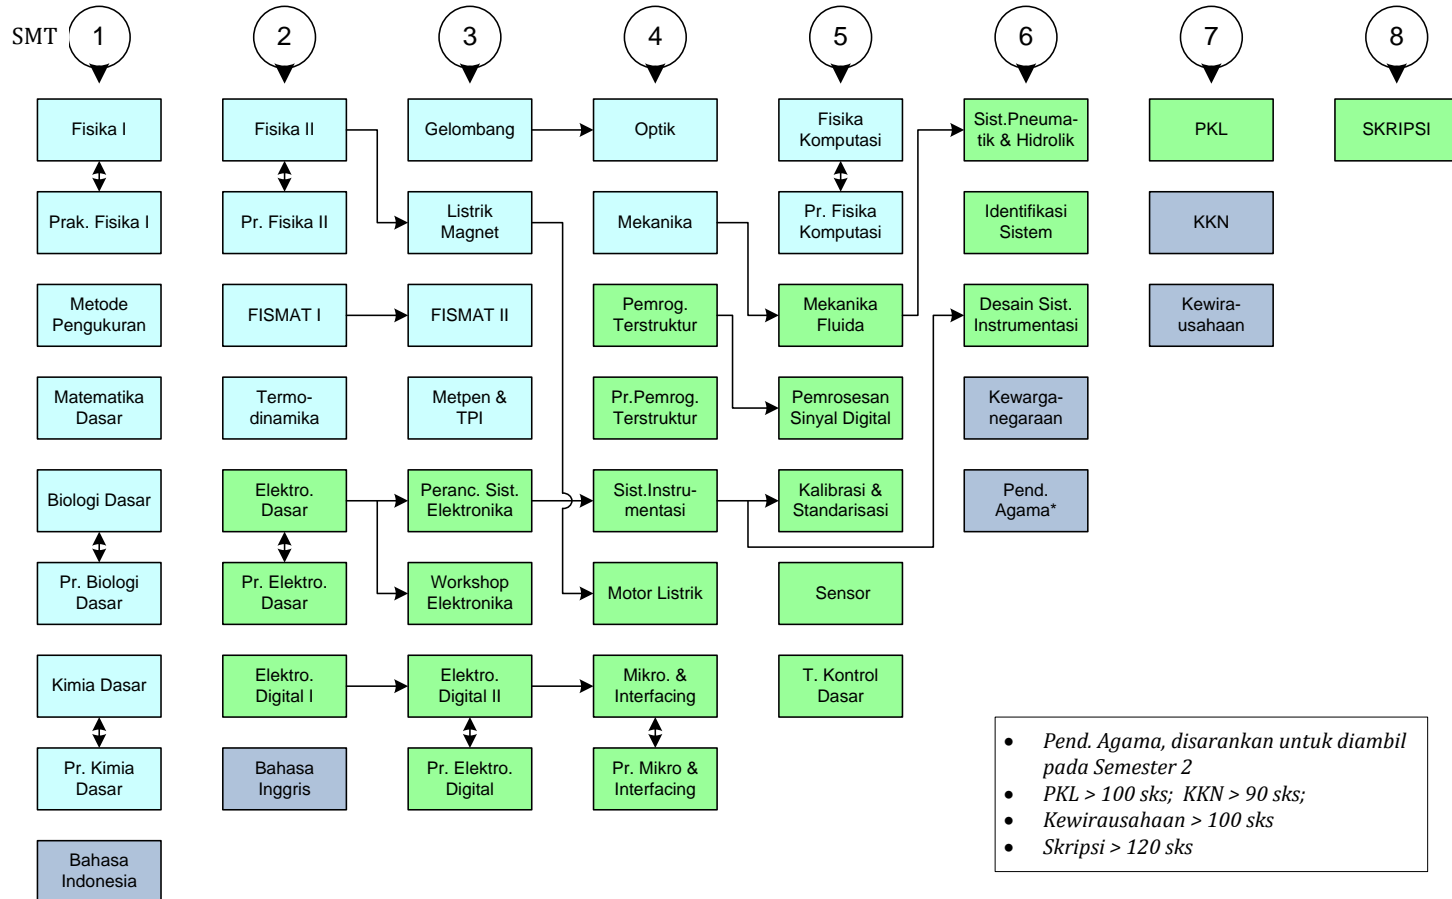 SMT
1
2
3
4
5
6
7
8
Fisika I
Fisika II
Gelombang
Optik
Fisika
Komputasi
Sist.Pneuma-
tik & Hidrolik
PKL
SKRIPSI
Prak. Fisika I
Pr. Fisika II
Listrik
Magnet
Mekanika
Pr. Fisika
Komputasi
Identifikasi
Sistem
KKN
Metode
Pengukuran
FISMAT I
FISMAT II
Pemrog.
Terstruktur
Mekanika
Fluida
Desain Sist.
Instrumentasi
Kewira-
usahaan
Matematika
Dasar
Termo-
dinamika
Metpen &
TPI
Pr.Pemrog.
Terstruktur
Pemrosesan
Sinyal Digital
Kewarga-
negaraan
Biologi Dasar
Elektro.
Dasar
Peranc. Sist.
Elektronika
Sist.Instru-
mentasi
Kalibrasi &
Standarisasi
Pend.
Agama*
Pr. Biologi
Dasar
Pr. Elektro.
Dasar
Workshop
Elektronika
Motor Listrik
Sensor
Kimia Dasar
Elektro.
Digital I
Elektro.
Digital II
Mikro. &
Interfacing
T. Kontrol
Dasar
Pr. Kimia
Dasar
Bahasa
Inggris
Pr. Elektro.
Digital
Pr. Mikro &
Interfacing
Bahasa
Indonesia
• Pend. Agama, disarankan untuk diambil
pada Semester 2
• PKL > 100 sks; KKN > 90 sks;
• Kewirausahaan > 100 sks
• Skripsi > 120 sks